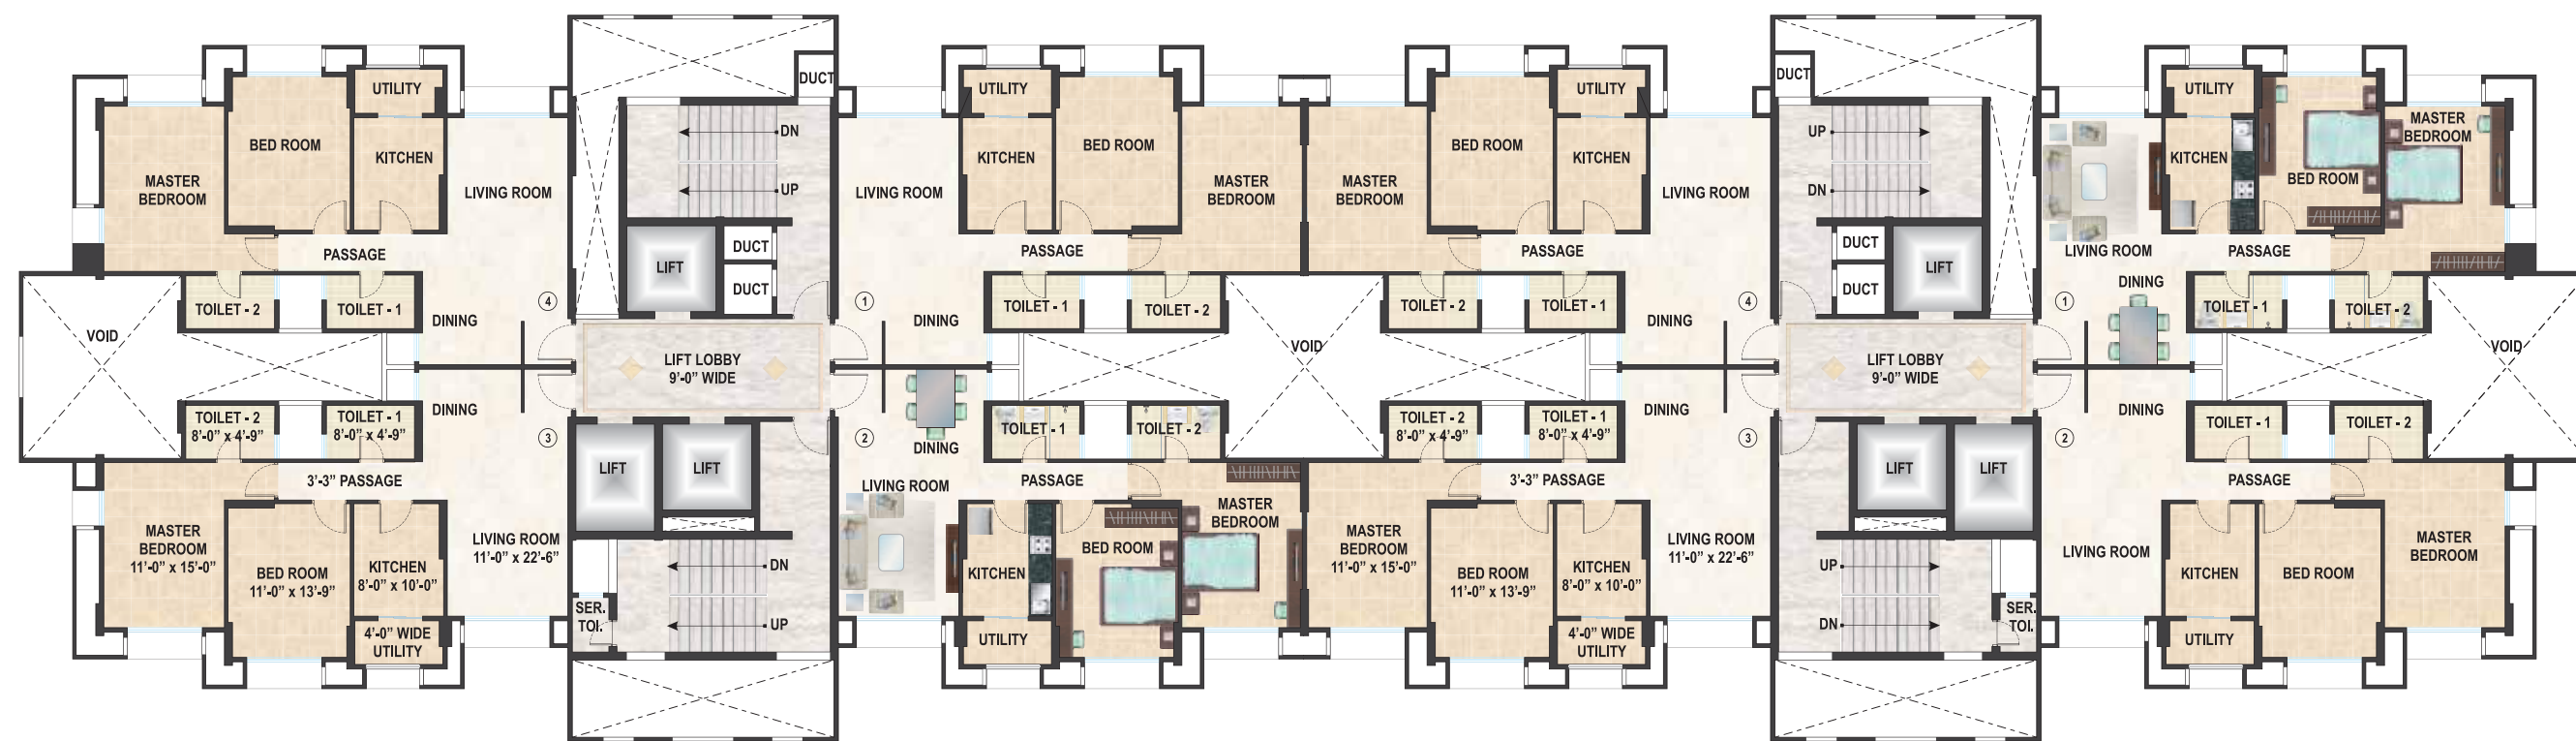 DUCT
UTILITY
BED ROOM
KITCHEN
MASTER
BEDROOM
LIVING ROOM
PASSAGE
TOILET - 2
TOILET - 1
DINING
4
VOID
DN
UP
DUCT
DUCT
LIFT
LIFT LOBBY
9'-0" WIDE
TOILET - 2
8'-0" x 4'-9"
TOILET - 1
8'-0" x 4'-9"
DINING
3
3'-3" PASSAGE
MASTER
BEDROOM
11'-0" x 15'-0"
BED ROOM
11'-0" x 13'-9"
KITCHEN
8'-0" x 10'-0"
4'-0" WIDE
UTILITY
LIVING ROOM
11'-0" x 22'-6"
LIFT
LIFT
DN
UP
SER.
TOI.
UTILITY
KITCHEN
BED ROOM
MASTER
BEDROOM
LIVING ROOM
PASSAGE
1
DINING
TOILET - 1
TOILET - 2
2
DINING
TOILET - 1
TOILET - 2
PASSAGE
LIVING ROOM
KITCHEN
BED ROOM
MASTER
BEDROOM
UTILITY
VOID
MASTER
BEDROOM
BED ROOM
UTILITY
KITCHEN
LIVING ROOM
PASSAGE
TOILET - 2
TOILET - 1
DINING
4
TOILET - 2
8'-0" x 4'-9"
TOILET - 1
8'-0" x 4'-9"
DINING
3
3'-3" PASSAGE
MASTER
BEDROOM
11'-0" x 15'-0"
BED ROOM
11'-0" x 13'-9"
KITCHEN
8'-0" x 10'-0"
4'-0" WIDE
UTILITY
LIVING ROOM
11'-0" x 22'-6"
DUCT
UP
DN
DUCT
DUCT
LIFT
LIFT LOBBY
9'-0" WIDE
LIFT
LIFT
UP
DN
SER.
TOI.
UTILITY
KITCHEN
BED ROOM
MASTER
BEDROOM
LIVING ROOM
PASSAGE
1
DINING
TOILET - 1
TOILET - 2
VOID
2
DINING
TOILET - 1
TOILET - 2
PASSAGE
LIVING ROOM
KITCHEN
BED ROOM
MASTER
BEDROOM
UTILITY